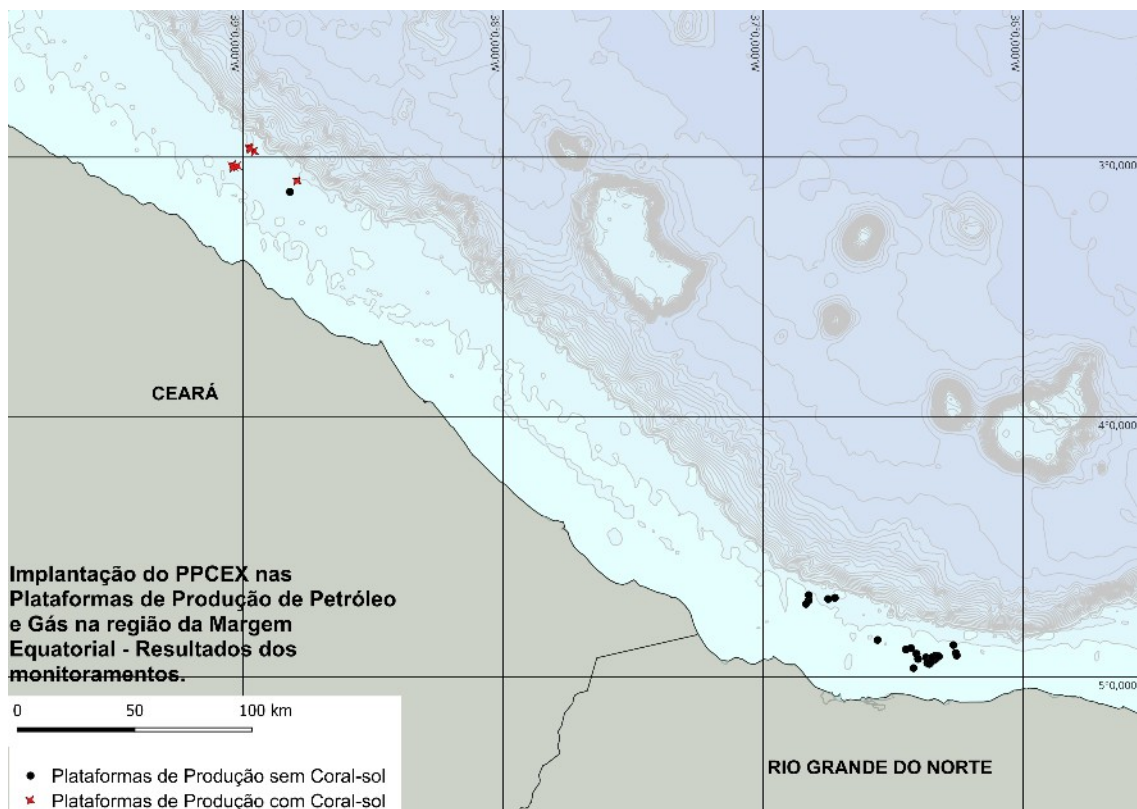 39°0,000'W
38°0,000'W
37°0,000'W
36°0,000'W
3°0,000
CEARÁ
4°0,000
Implantação do PPCEX nas
Plataformas de Produção de Petróleo
e Gás na região da Margem
Equatorial - Resultados dos
monitoramentos.
5°0,000
0 50 100 km
RIO GRANDE DO NORTE
Plataformas de Produção sem Coral-sol
Plataformas de Produção com Coral-sol